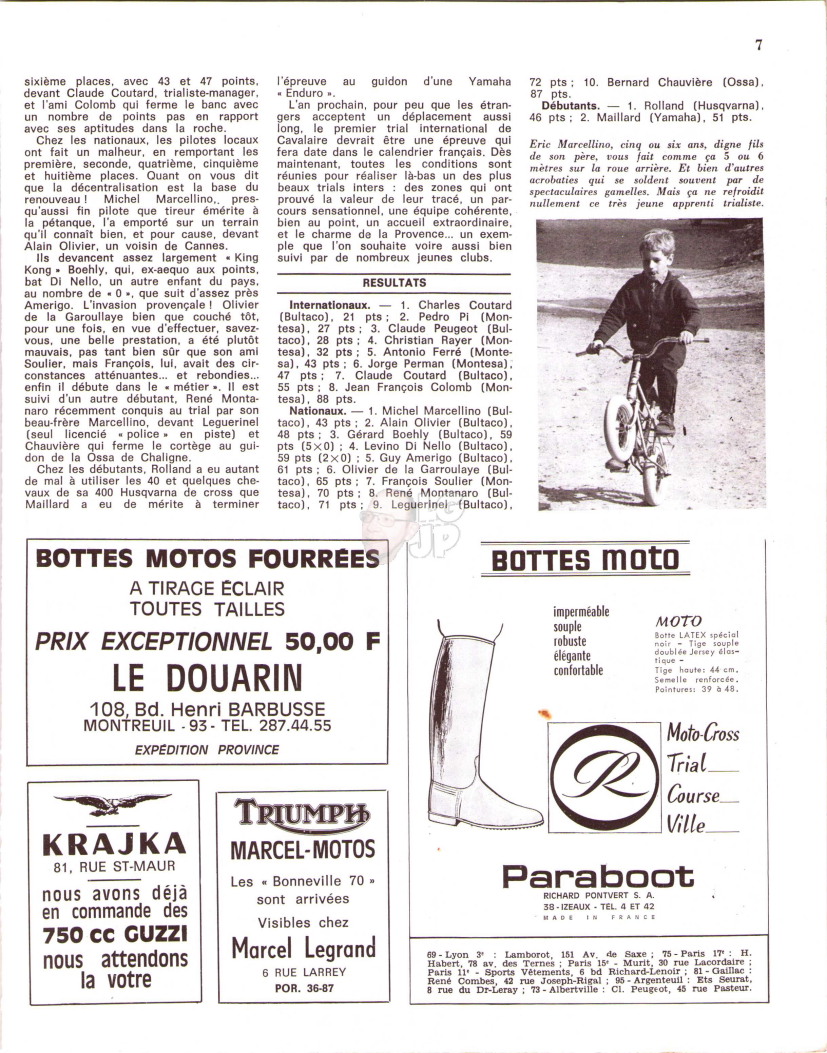 7
sixième places, avec 43 et 47 points,
devant Claude Coutard, trialiste-manager,
et l'ami Colomb qui ferme le banc avec
un nombre de points pas en rapport
avec ses aptitudes dans la roche.
Chez les nationaux, les pilotes locaux
ont fait un malheur, en remportant les
première, seconde, quatrième, cinquième
et huitième places. Quant on vous dit
que la décentralisation est la base du
renouveau ! Michel Marcellino,. pres-
qu'aussi fin pilote que tireur émérite à
la pétanque, l'a emporté sur un terrain
qu'il connaît bien, et pour cause, devant
Alain Olivier, un voisin de Cannes.
Ils devancent assez largement « King
Kong » Boehly, qui, ex-aequo aux points,
bat Di Nello, un autre enfant du pays,
au nombre de « 0 », que suit d'assez près
Amerigo. L'invasion provençale ! Olivier
de la Garoullaye bien que couché tôt,
pour une fois, en vue d'effectuer, savez-
vous, une belle prestation, a été plutôt
mauvais, pas tant bien sûr que son ami
Soulier, mais François, lui, avait des cir-
constances atténuantes... et rebondies...
enfin il débute dans le « métier ». Il est
suivi d'un autre débutant, René Monta-
naro récemment conquis au trial par son
beau-frère Marcellino, devant Leguerinel
(seul licencié « police » en piste) et
Chauvière qui ferme le cortège au gui-
don de la Ossa de Chaligne.
Chez les débutants, Rolland a eu autant
de mal à utiliser les 40 et quelques che-
vaux de sa 400 Husqvarna de cross que
Maillard a eu de mérite à terminer
l'épreuve au guidon d'une Yamaha
« Enduro ».
L'an prochain, pour peu que les étran-
gers acceptent un déplacement aussi
long, le premier trial international de
Cavalaire devrait être une épreuve qui
fera date dans le calendrier français. Dès
maintenant, toutes les conditions sont
réunies pour réaliser là-bas un des plus
beaux trials inters : des zones qui ont
prouvé la valeur de leur tracé, un par-
cours sensationnel, une équipe cohérente,
bien au point, un accueil extraordinaire,
et le charme de la Provence... un exem-
ple que l'on souhaite voire aussi bien
suivi par de nombreux jeunes clubs.
RESULTATS
Internationaux. — 1. Charles Coutard
(Bultaco), 21 pts ; 2. Pedro Pi (Mon-
tesa), 27 pts ; 3. Claude Peugeot (Bul-
taco), 28 pts ; 4. Christian Rayer (Mon-
tesa), 32 pts ; 5. Antonio Ferré (Monte-
sa), 43 pts ; 6. Jorge Perman (Montesa),
47 pts ; 7. Claude Coutard (Bultaco),
55 pts ; 8. Jean François Colomb (Mon-
tesa), 88 pts.
Nationaux. — 1. Michel Marcellino (Bul-
taco), 43 pts ; 2. Alain Olivier (Bultaco),
48 pts ; 3. Gérard Boehly (Bultaco), 59
pts (5×0) ; 4. Levino Di Nello (Bultaco),
59 pts (2×0) ; 5. Guy Amerigo (Bultaco),
61 pts ; 6. Olivier de la Garroulaye (Bul-
taco), 65 pts ; 7. François Soulier (Mon-
tesa), 70 pts ; 8. René Montanaro (Bul-
taco), 71 pts ; 9. Leguerinel (Bultaco),
72 pts ; 10. Bernard Chauvière (Ossa),
87 pts.
Débutants. — 1. Rolland (Husqvarna),
46 pts ; 2. Maillard (Yamaha), 51 pts.
Eric Marcellino, cinq ou six ans, digne fils
de son père, vous fait comme ça 5 ou 6
mètres sur la roue arrière. Et bien d'autres
acrobaties qui se soldent souvent par de
spectaculaires gamelles. Mais ça ne refroidit
nullement ce très jeune apprenti trialiste.
JP
BOTTES MOTOS FOURRÉES
A TIRAGE ÉCLAIR
TOUTES TAILLES
PRIX EXCEPTIONNEL 50,00 F
LE DOUARIN
108, Bd. Henri BARBUSSE
MONTREUIL - 93 - TEL. 287.44.55
EXPÉDITION PROVINCE
KRAJKA
81, RUE ST-MAUR
nous avons déjà
en commande des
750 cc GUZZI
nous attendons
la votre
TRIUMPH
MARCEL-MOTOS
Les « Bonneville 70 »
sont arrivées
Visibles chez
Marcel Legrand
6 RUE LARREY
POR. 36-87
BOTTES moto
imperméable
souple
robuste
élégante
confortable
MOTO
Botte LATEX spécial
noir - Tige souple
doublée Jersey élas-
tique -
Tige haute: 44 cm.
Semelle renforcée.
Pointures: 39 à 48.
R
Moto-Cross
Trial
Course
Ville
Paraboot
RICHARD PONTVERT S. A.
38 - IZEAUX - TEL. 4 ET 42
MADE IN FRANCE
69 - Lyon 3e : Lamborot, 151 Av. de Saxe ; 75 - Paris 17e : H.
Habert, 78 av. des Ternes ; Paris 15e - Murit, 30 rue Lacordaire ;
Paris 11e - Sports Vêtements, 6 bd Richard-Lenoir ; 81 - Gaillac :
René Combes, 42 rue Joseph-Rigal ; 95 - Argenteuil : Ets Seurat,
8 rue du Dr-Leray ; 73 - Albertville : Cl. Peugeot, 45 rue Pasteur.